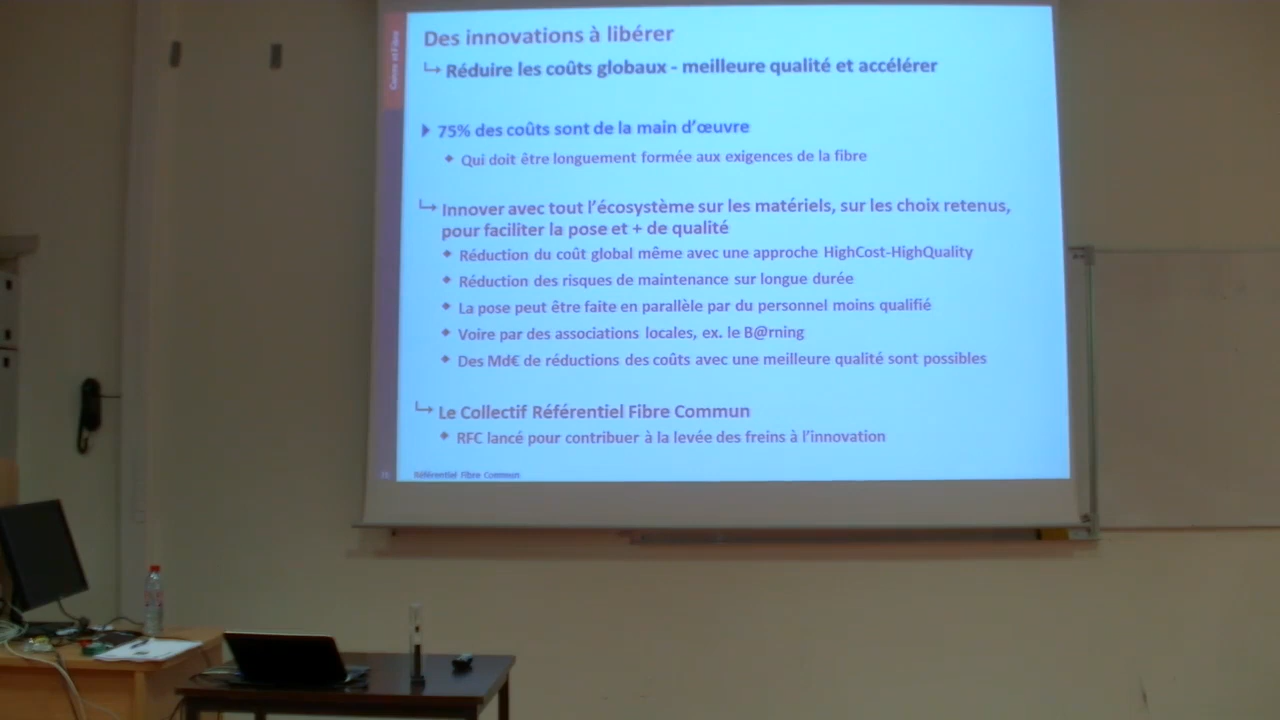 Des innovations à libérer
↳ Réduire les coûts globaux - meilleure qualité et accélérer
75% des coûts sont de la main d'œuvre
Qui doit être longuement formée aux exigences de la fibre
↳ Innover avec tout l'écosystème sur les matériels, sur les choix retenus,
pour faciliter la pose et + de qualité
Réduction du coût global même avec une approche HighCost-HighQuality
Réduction des risques de maintenance sur longue durée
La pose peut être faite en parallèle par du personnel moins qualifié
Voire par des associations locales, ex. le B@rning
Des Md€ de réductions des coûts avec une meilleure qualité sont possibles
↳ Le Collectif Référentiel Fibre Commun
RFC lancé pour contribuer à la levée des freins à l'innovation
Référentiel Fibre Commun